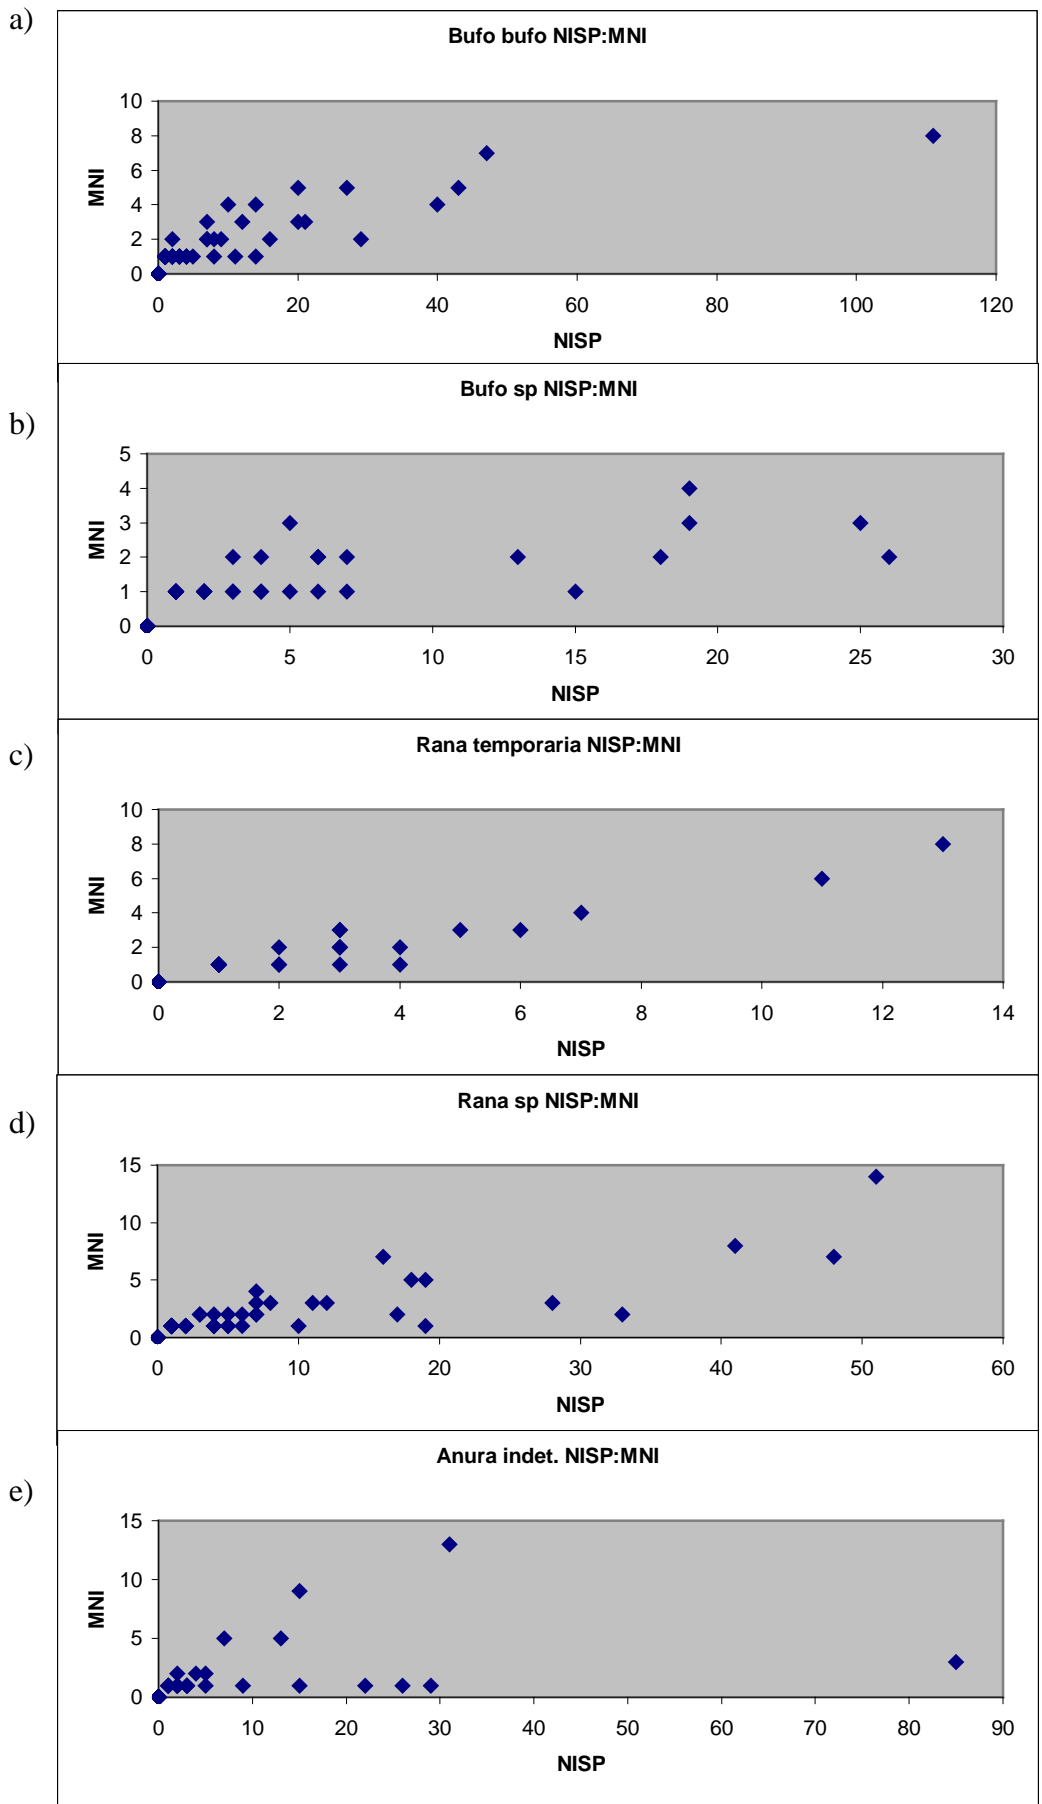 a)
Bufo bufo NISP:MNI
10
8
6
4
2
0
MNI
0 20 40 60 80 100 120
NISP
b)
Bufo sp NISP:MNI
5
4
3
2
1
0
MNI
0 5 10 15 20 25 30
NISP
c)
Rana temporaria NISP:MNI
10
8
6
4
2
0
MNI
0 2 4 6 8 10 12 14
NISP
d)
Rana sp NISP:MNI
15
10
5
0
MNI
0 10 20 30 40 50 60
NISP
e)
Anura indet. NISP:MNI
15
10
5
0
MNI
0 10 20 30 40 50 60 70 80 90
NISP